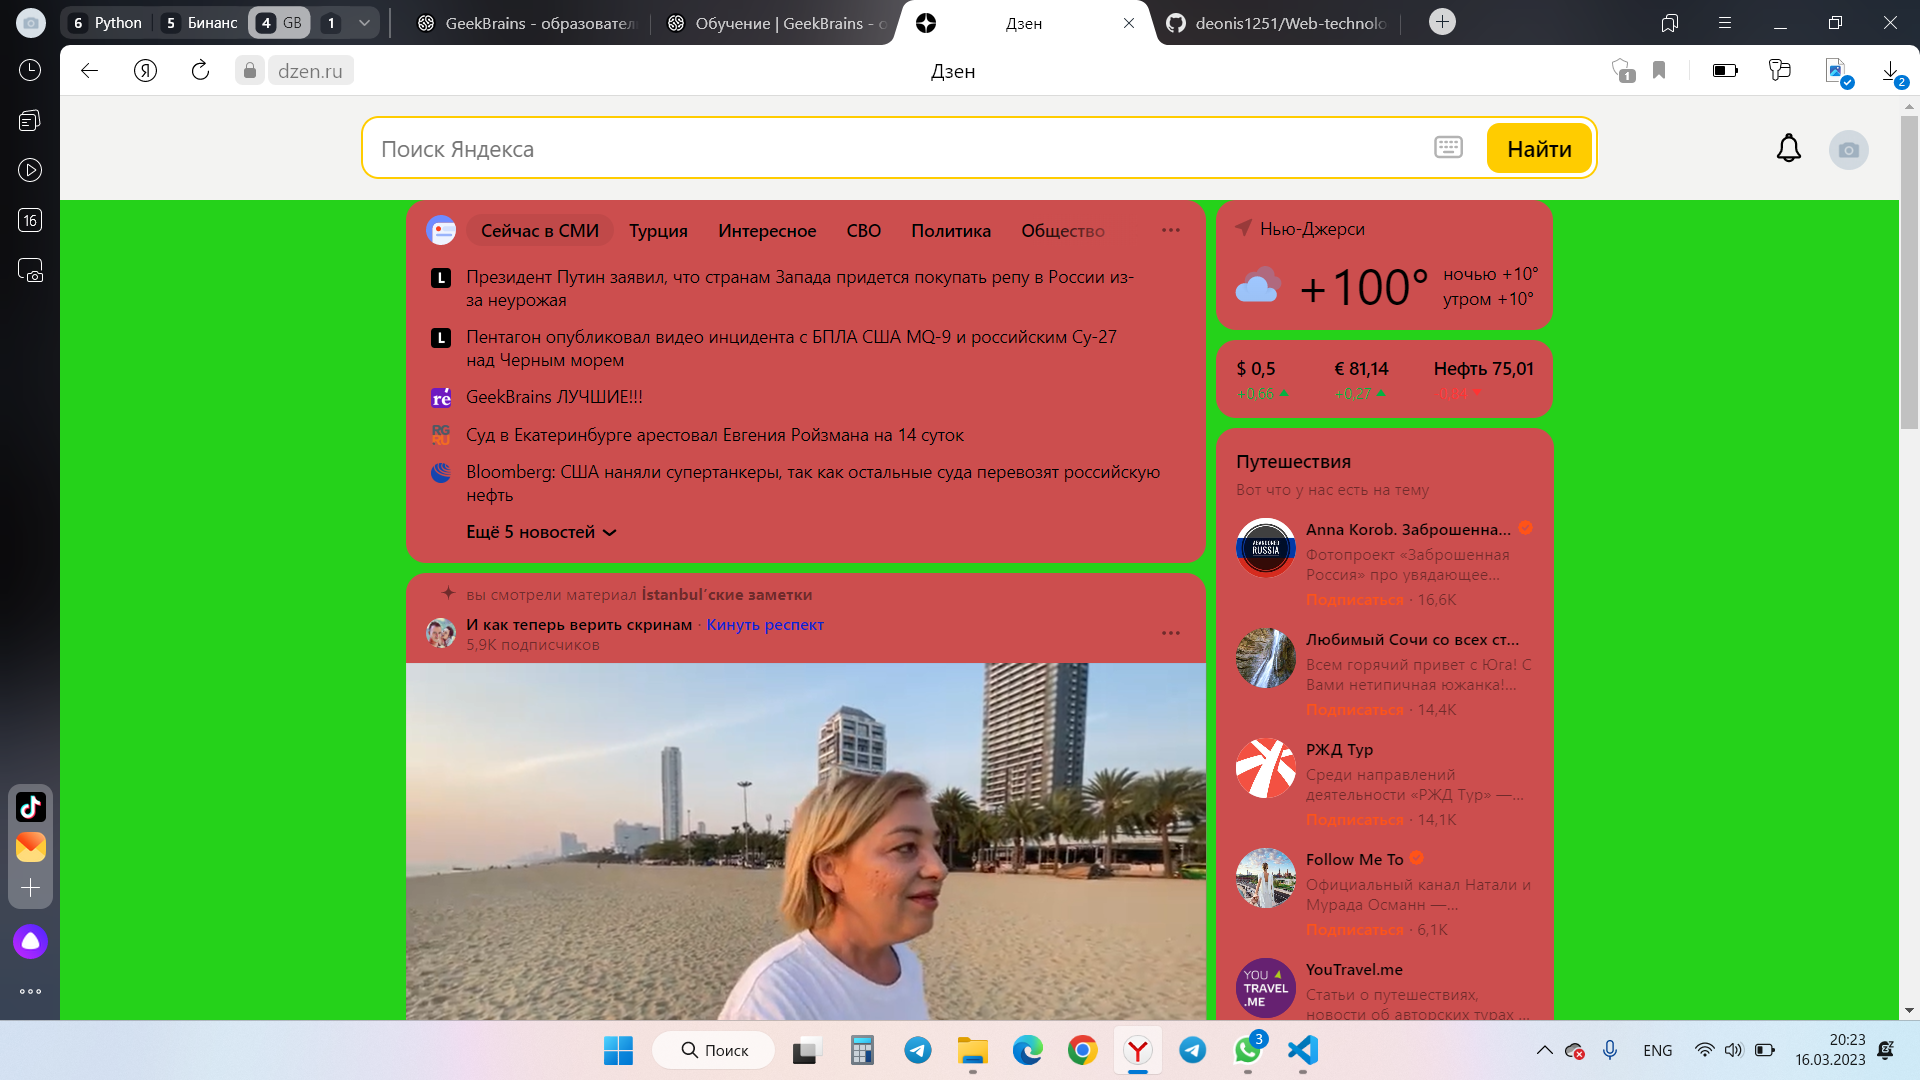 6 Python 5 Бинанс 4 GB 1
GeekBrains - образовател
Обучение | GeekBrains - о
Дзен
deonis1251/Web-technolo
dzen.ru
Дзен
1
2
16
Поиск Яндекса
Найти
Сейчас в СМИ Турция Интересное СВО Политика Общество
Президент Путин заявил, что странам Запада придется покупать репу в России из-
за неурожая
Пентагон опубликовал видео инцидента с БПЛА США MQ-9 и российским Су-27
над Черным морем
GeekBrains ЛУЧШИЕ!!!
Суд в Екатеринбурге арестовал Евгения Ройзмана на 14 суток
Bloomberg: США наняли супертанкеры, так как остальные суда перевозят российскую
нефть
Ещё 5 новостей
вы смотрели материал İstanbul’ские заметки
И как теперь верить скринам · Кинуть респект
5,9K подписчиков
Нью-Джерси
+100°
ночью +10°
утром +10°
$ 0,5 € 81,14 Нефть 75,01
+0,66 +0,27
Путешествия
Вот что у нас есть на тему
ABANDONED
RUSSIA
Anna Korob. Заброшенна...
Фотопроект «Заброшенная
Россия» про увядающее...
Подписаться · 16,6K
Любимый Сочи со всех ст...
Всем горячий привет с Юга! С
Вами нетипичная южанка!...
Подписаться · 14,4K
РЖД Тур
Среди направлений
деятельности «РЖД Тур» —...
Подписаться · 14,1K
Follow Me To
Официальный канал Натали и
Мурада Османн —...
Подписаться · 6,1K
YOU
TRAVEL
.ME
YouTravel.me
Статьи о путешествиях,
новости об авторских турах ...
Поиск
3
ENG
20:23
16.03.2023